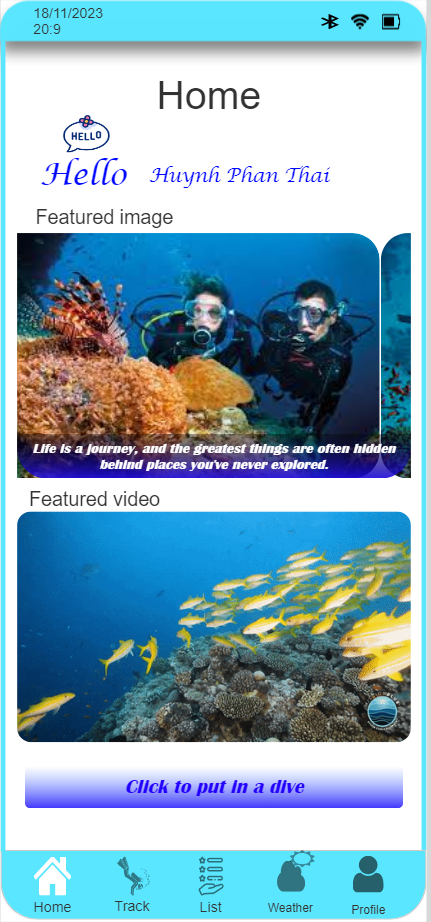 18/11/2023
20:9
Home
HELLO
Hello Huynh Phan Thai
Featured image
Life is a journey, and the greatest things are often hidden
behind places you've never explored.
Featured video
Click to put in a dive
Home Track List Weather Profile